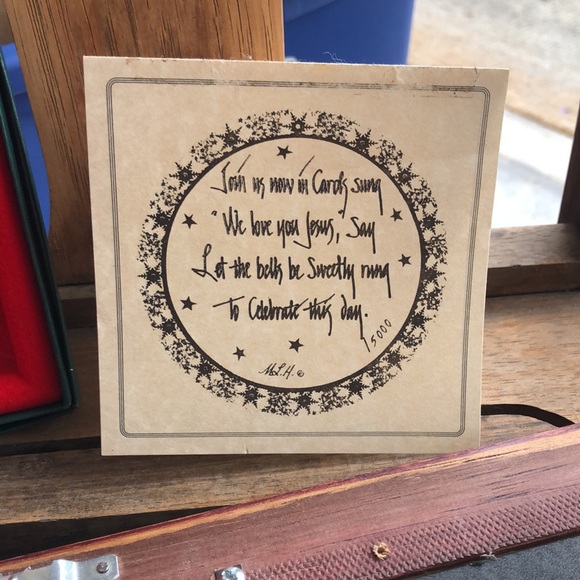 Join us now in Carols sung
"We love you Jesus," Say
Let the bells be Sweetly rung
To Celebrate this day.
/5000
M.L.H. ©